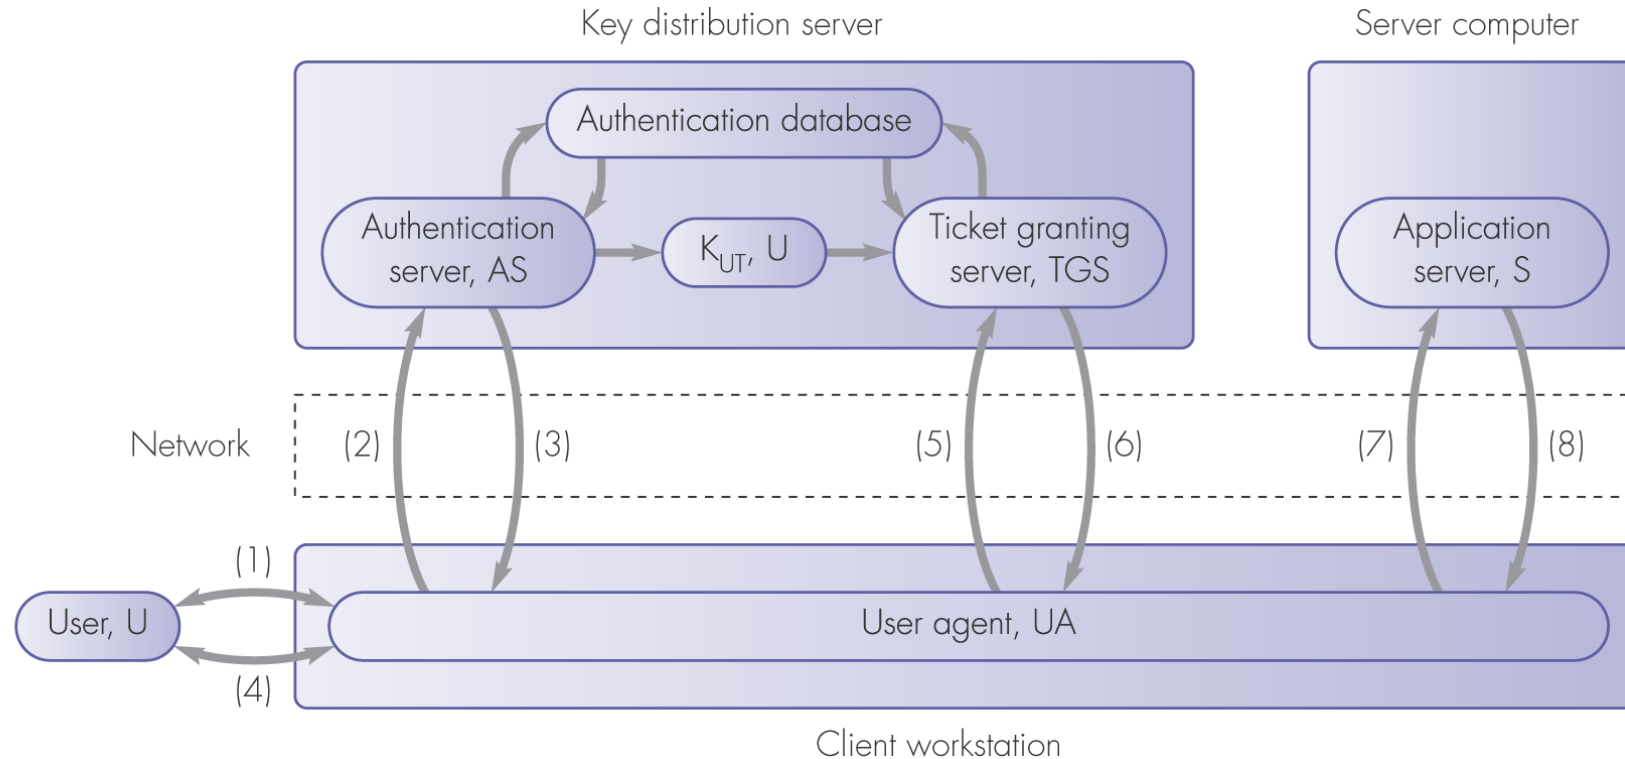 Key distribution server
Server computer
Authentication database
Authentication
server, AS
K_UT, U
Ticket granting
server, TGS
Application
server, S
Network
(2)
(3)
(5)
(6)
(7)
(8)
(1)
User, U
User agent, UA
(4)
Client workstation